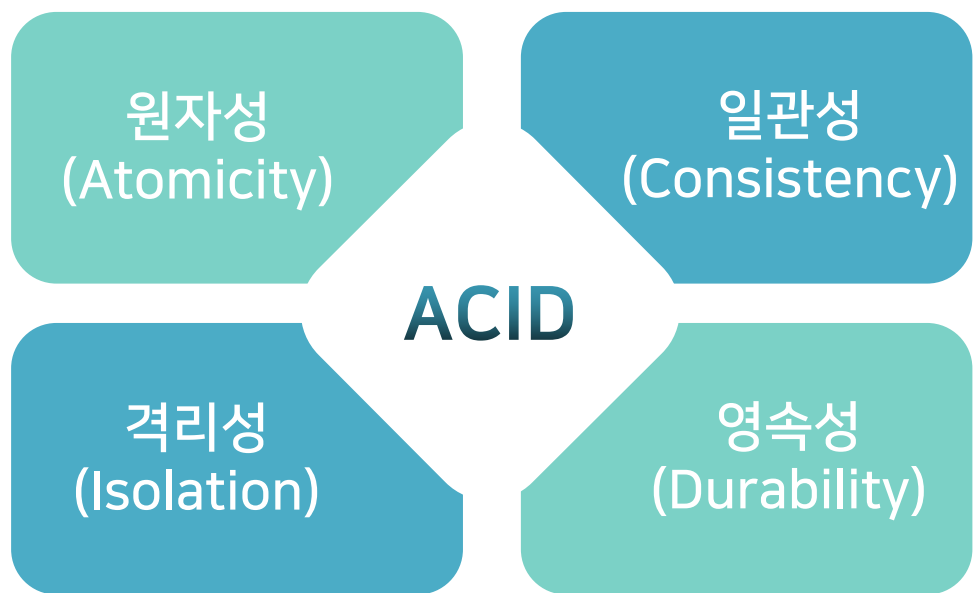 원자성
(Atomicity)
일관성
(Consistency)
ACID
격리성
(Isolation)
영속성
(Durability)